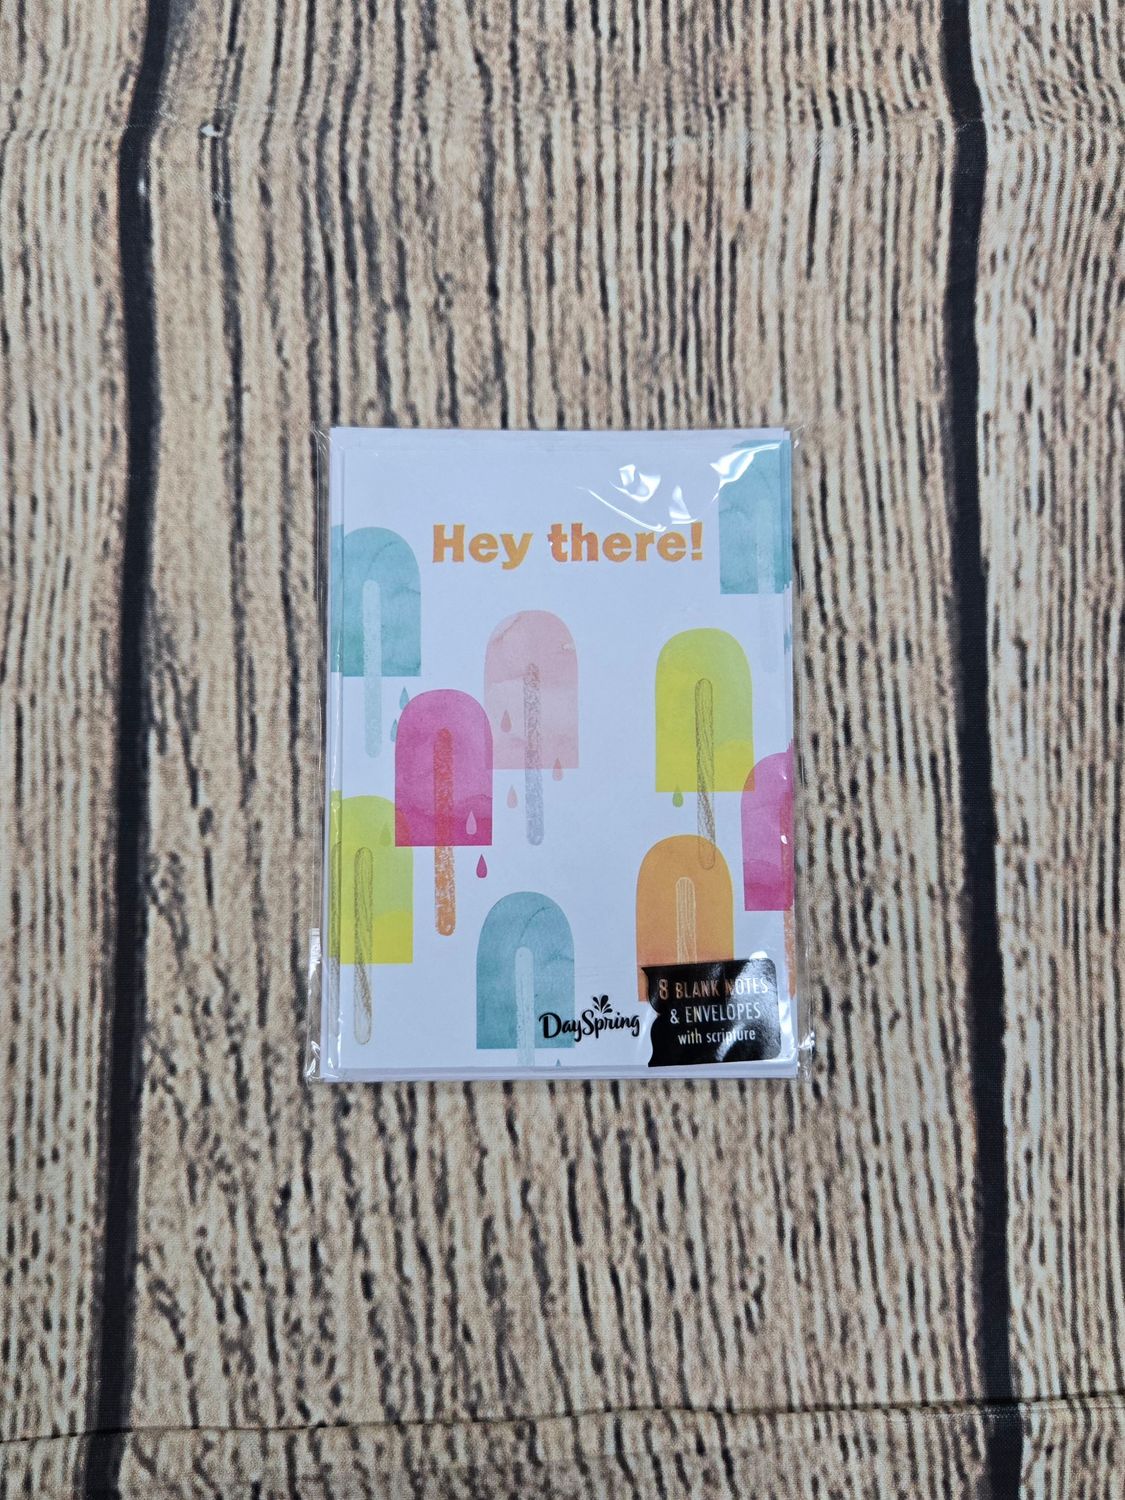 Hey there!
DaySpring
8 BLANK NOTES
& ENVELOPES
with scripture